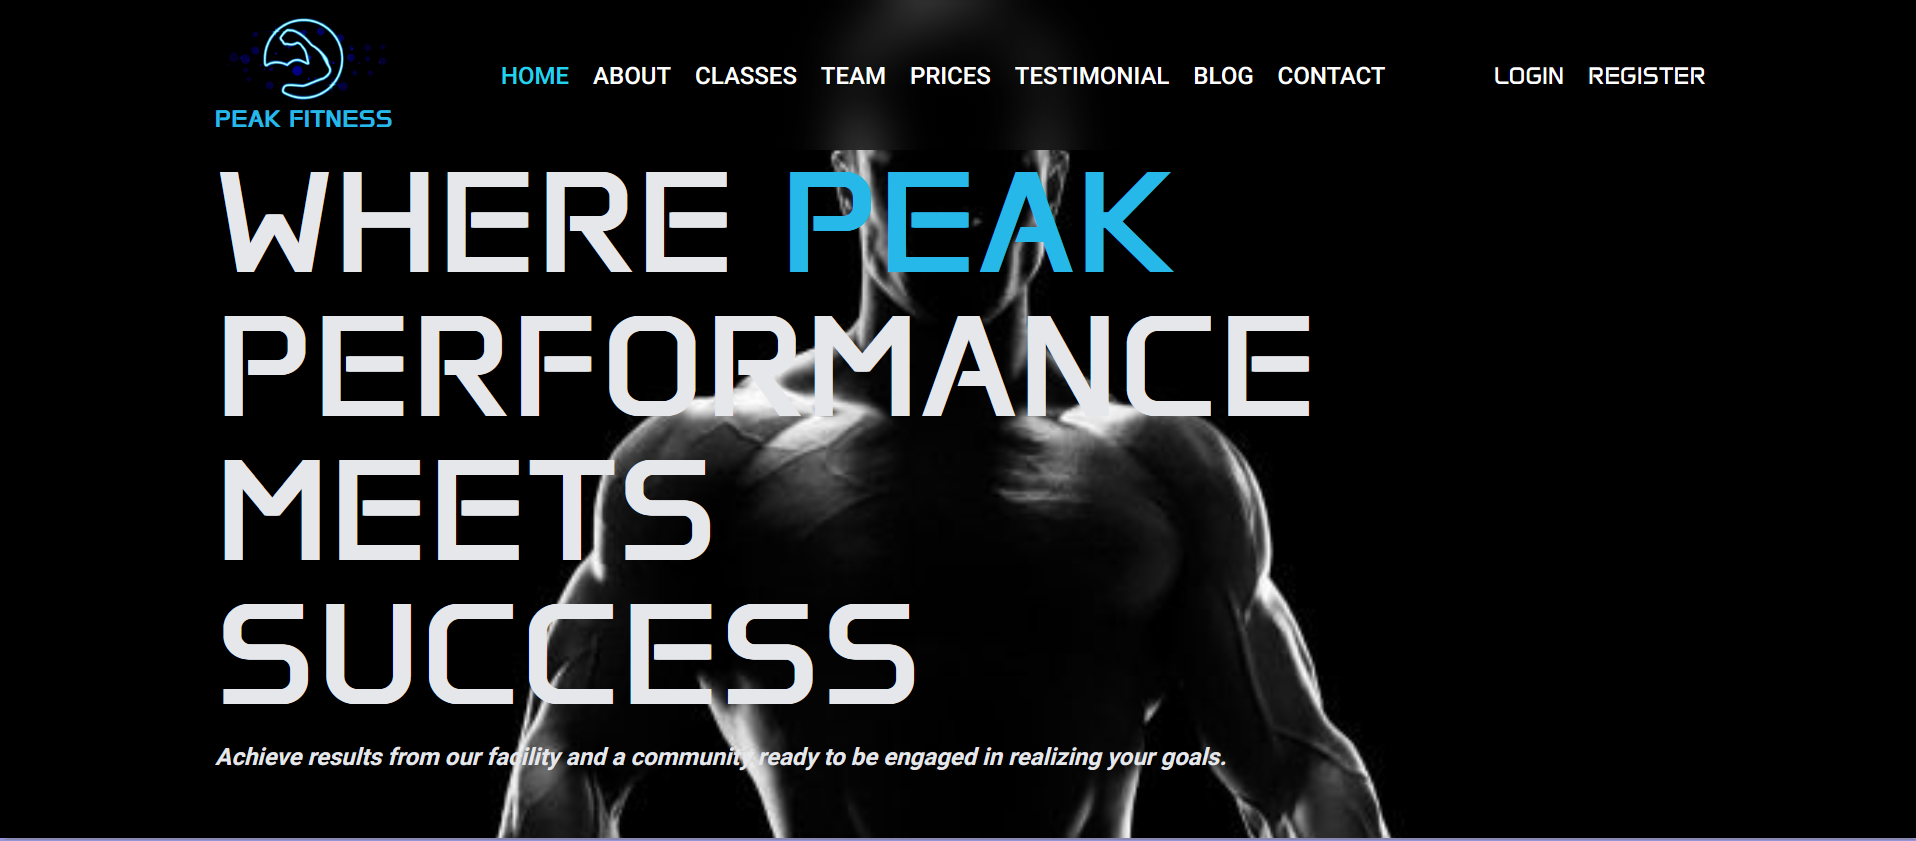 PEAK FITNESS
HOME ABOUT CLASSES TEAM PRICES TESTIMONIAL BLOG CONTACT LOGIN REGISTER
WHERE PEAK
PERFORMANCE
MEETS
SUCCESS
Achieve results from our facility and a community ready to be engaged in realizing your goals.